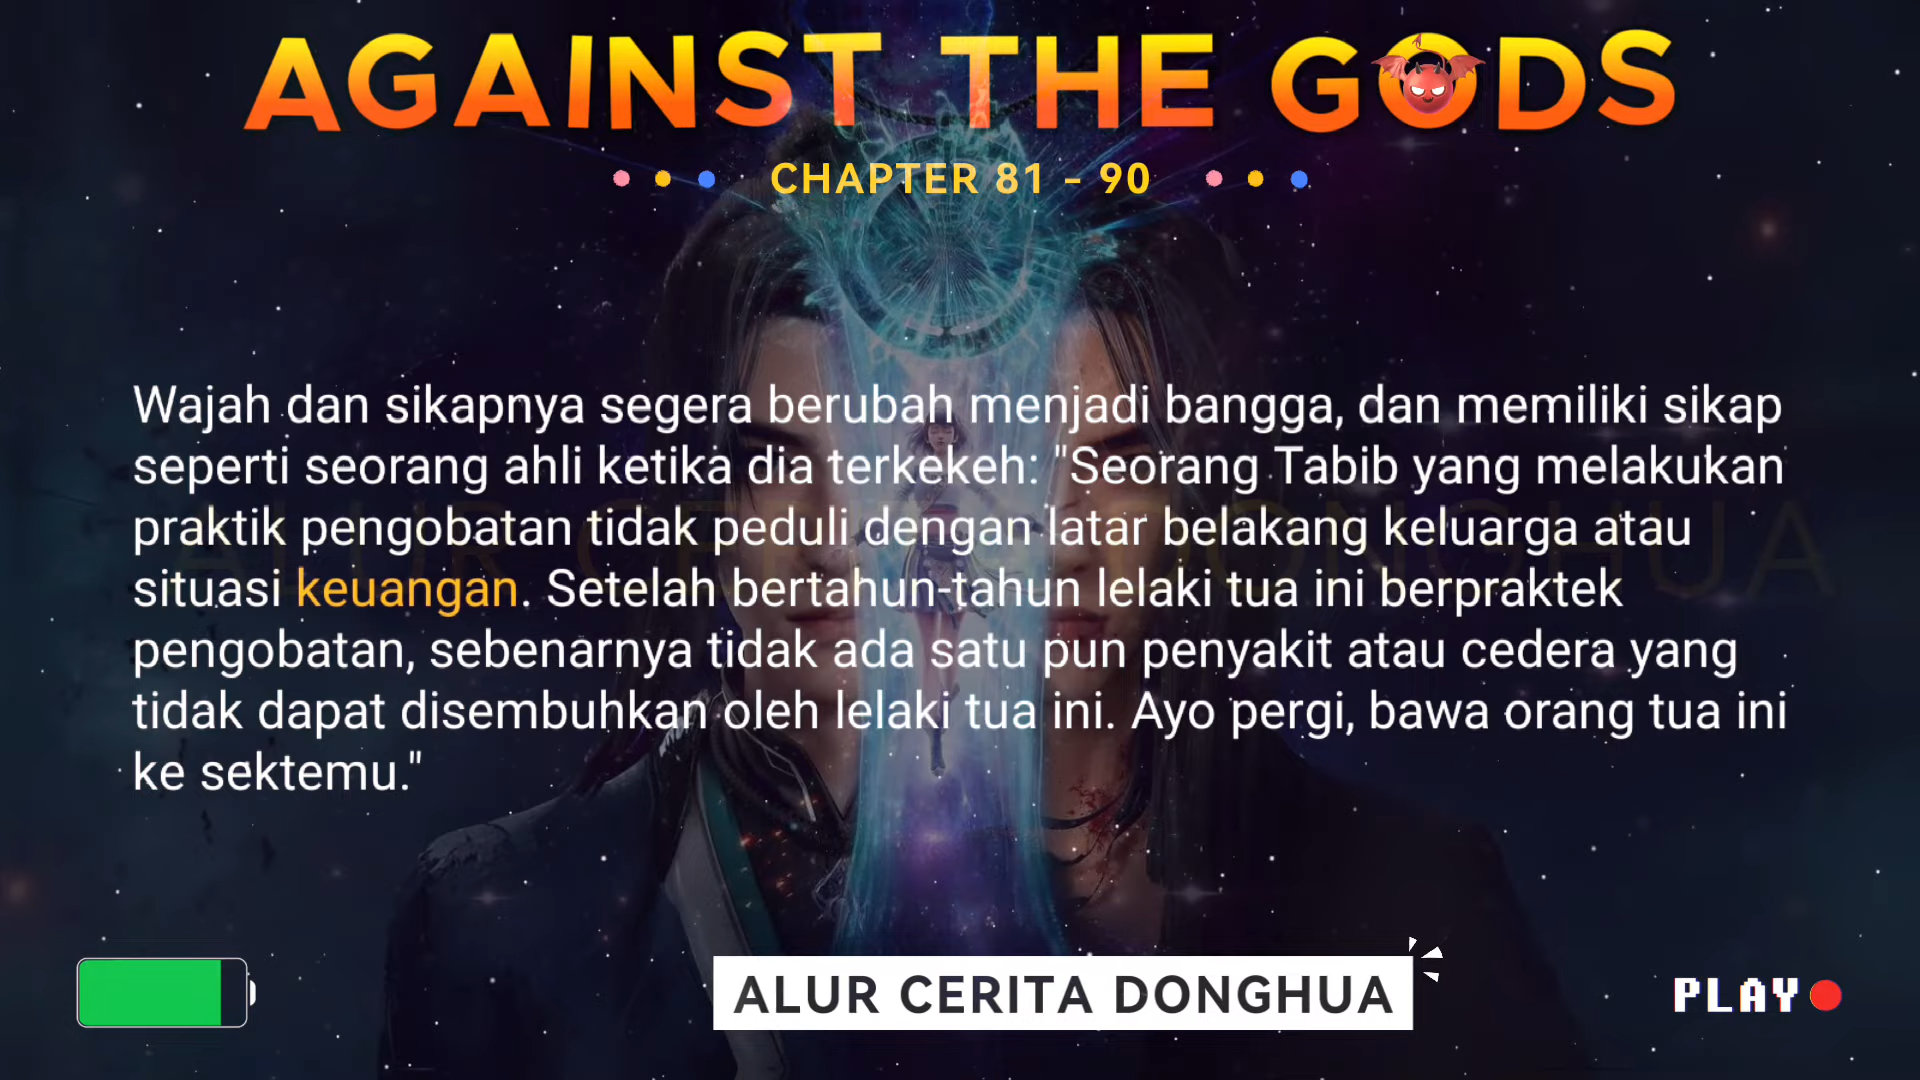 AGAINST THE GODS
CHAPTER 81 - 90
Wajah dan sikapnya segera berubah menjadi bangga, dan memiliki sikap
seperti seorang ahli ketika dia terkekeh: "Seorang Tabib yang melakukan
praktik pengobatan tidak peduli dengan latar belakang keluarga atau
situasi keuangan. Setelah bertahun-tahun lelaki tua ini berpraktek
pengobatan, sebenarnya tidak ada satu pun penyakit atau cedera yang
tidak dapat disembuhkan oleh lelaki tua ini. Ayo pergi, bawa orang tua ini
ke sektemu."
ALUR CERITA DONGHUA
ALUR CERITA DONGHUA
PLAY